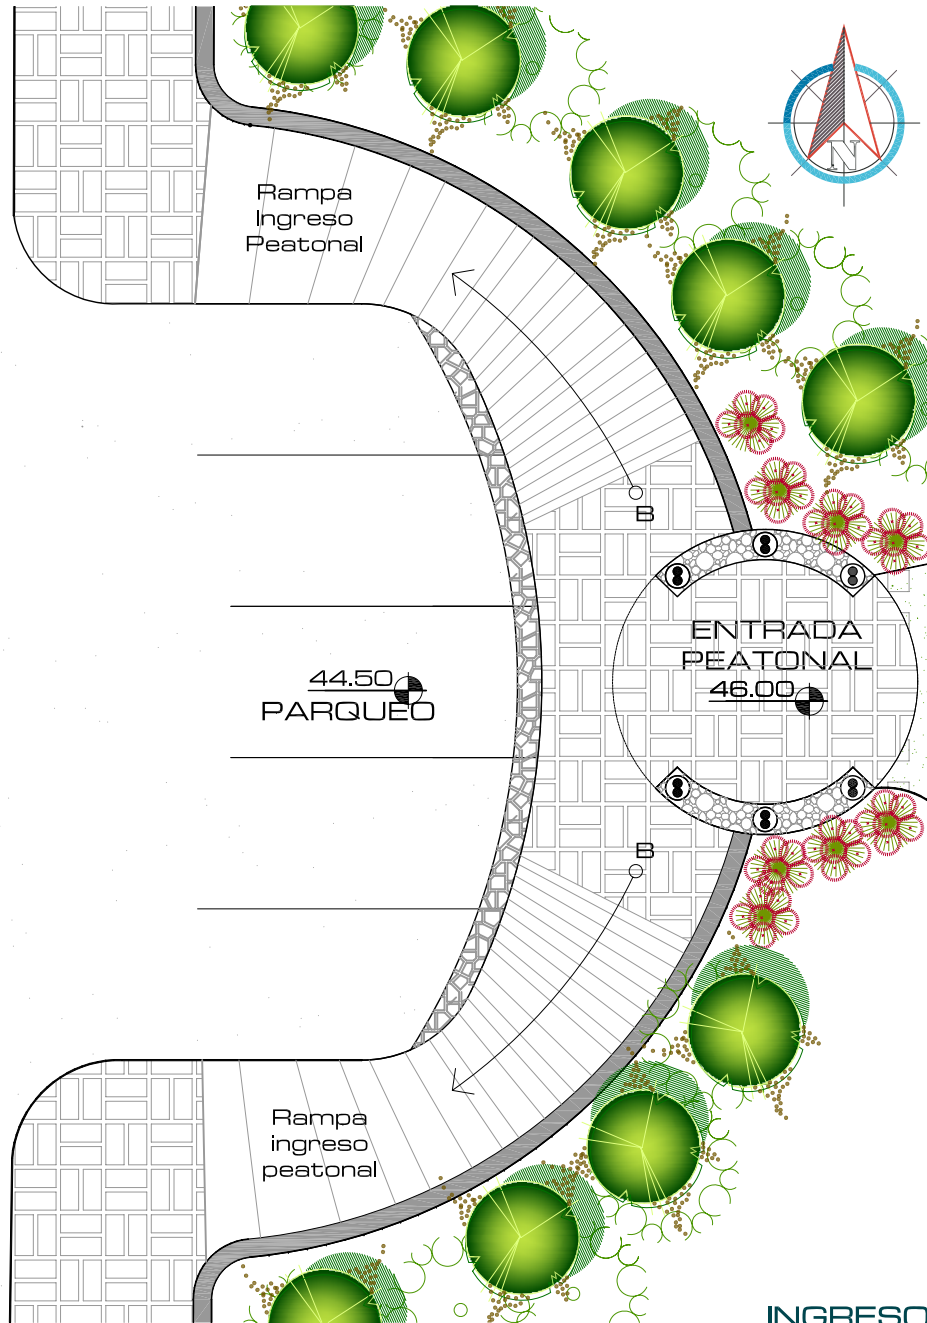 N
Rampa
Ingreso
Peatonal
B
ENTRADA
PEATONAL
46.00
44.50
PARQUEO
B
Rampa
ingreso
peatonal
INGRESO